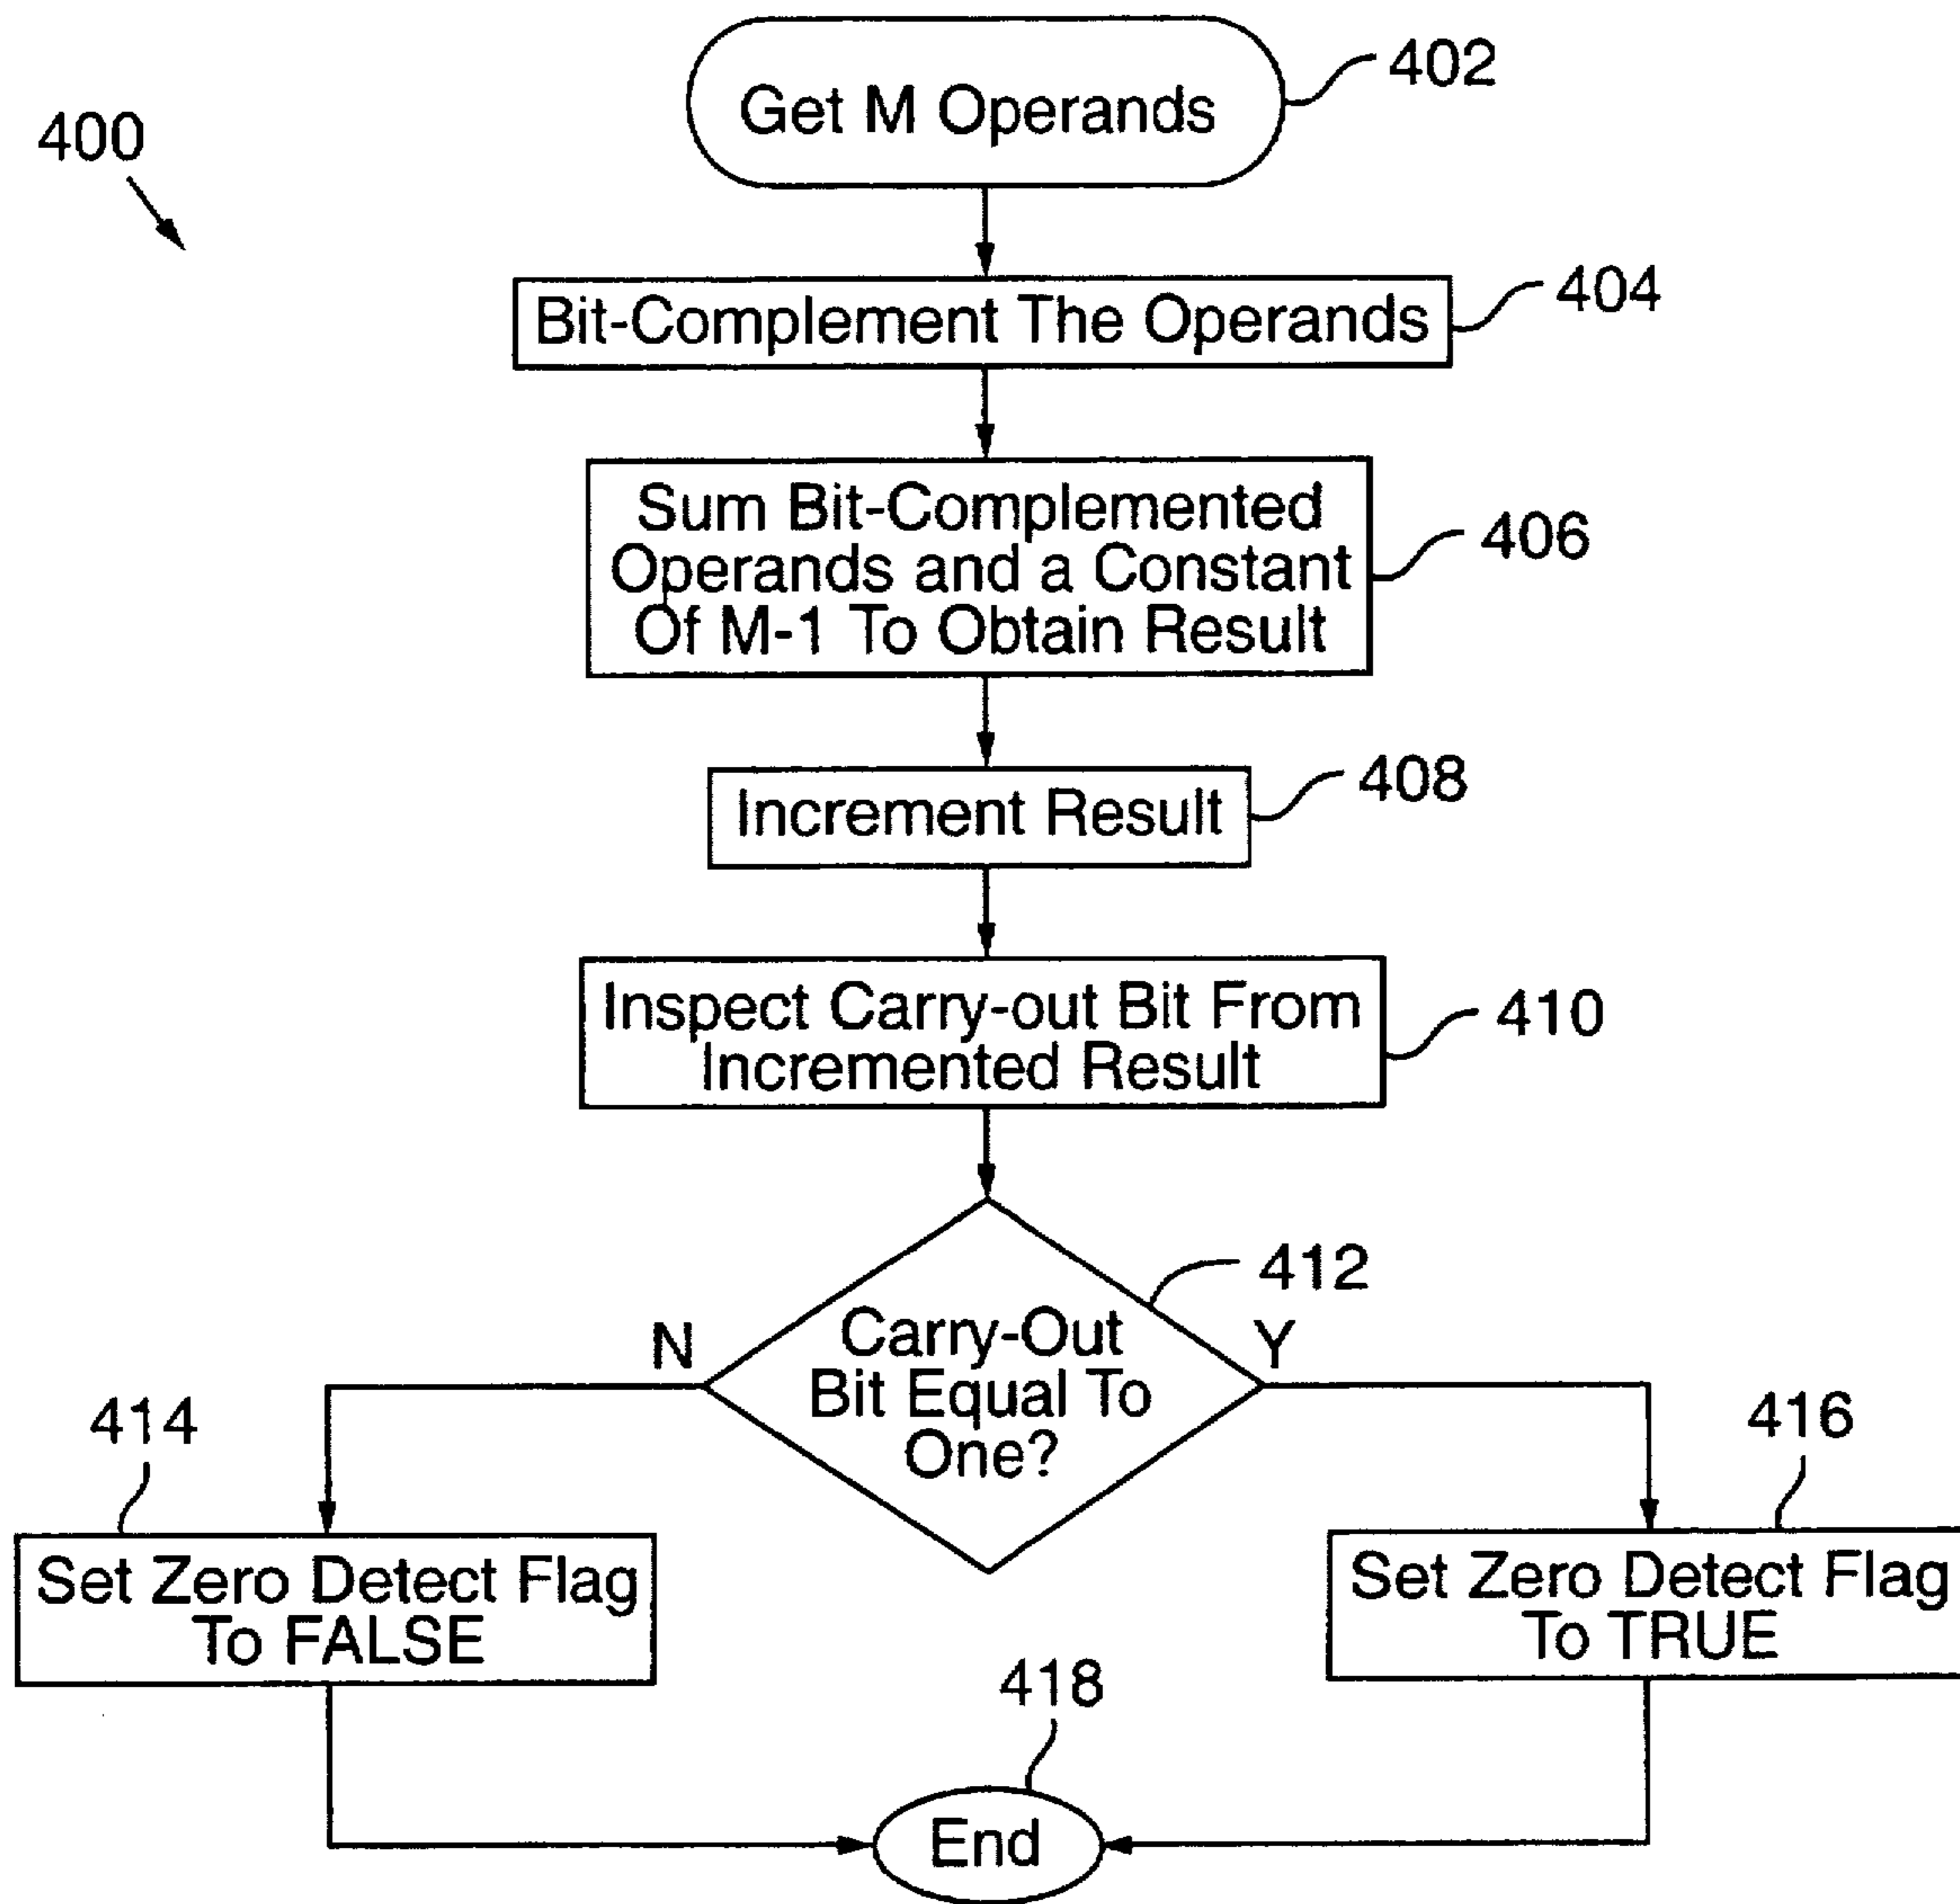 400
Get M Operands
402
Bit-Complement The Operands
404
Sum Bit-Complemented
Operands and a Constant
Of M-1 To Obtain Result
406
Increment Result
408
Inspect Carry-out Bit From
Incremented Result
410
412
Carry-Out
Bit Equal To
One?
N
Y
414
Set Zero Detect Flag
To FALSE
416
Set Zero Detect Flag
To TRUE
418
End